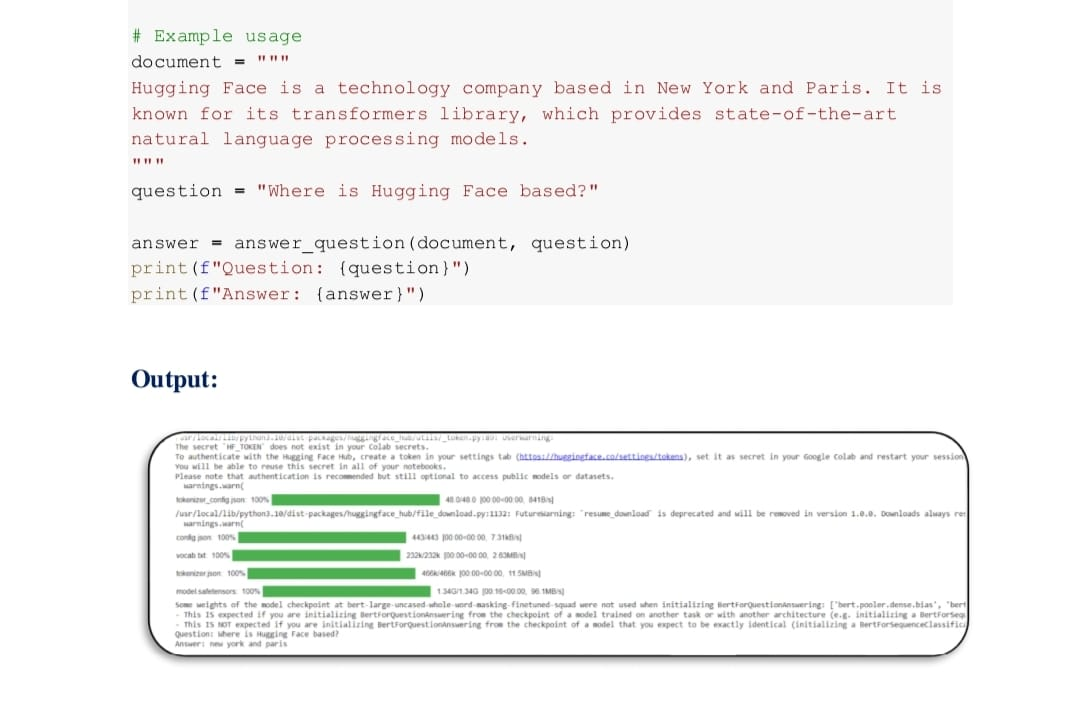 # Example usage
document = """
Hugging Face is a technology company based in New York and Paris. It is
known for its transformers library, which provides state-of-the-art
natural language processing models.
"""
question = "Where is Hugging Face based?"
answer = answer_question(document, question)
print(f"Question: {question}")
print(f"Answer: {answer}")
Output:
/usr/local/lib/python3.10/dist-packages/huggingface_hub/utils/_token.py:89: UserWarning:
The secret `HF_TOKEN` does not exist in your Colab secrets.
To authenticate with the Hugging Face Hub, create a token in your settings tab (https://huggingface.co/settings/tokens), set it as secret in your Google Colab and restart your session
You will be able to reuse this secret in all of your notebooks.
Please note that authentication is recommended but still optional to access public models or datasets.
warnings.warn(
tokenizer_config.json: 100% 48.0/48.0 [00:00<00:00, 841B/s]
/usr/local/lib/python3.10/dist-packages/huggingface_hub/file_download.py:1132: FutureWarning: `resume_download` is deprecated and will be removed in version 1.0.0. Downloads always
warnings.warn(
config.json: 100% 443/443 [00:00<00:00, 7.31kB/s]
vocab.txt: 100% 232k/232k [00:00<00:00, 2.63MB/s]
tokenizer.json: 100% 466k/466k [00:00<00:00, 11.5MB/s]
model.safetensors: 100% 1.34G/1.34G [00:16<00:00, 96.1MB/s]
Some weights of the model checkpoint at bert-large-uncased-whole-word-masking-finetuned-squad were not used when initializing BertForQuestionAnswering: ['bert.pooler.dense.bias', 'bert
- This IS expected if you are initializing BertForQuestionAnswering from the checkpoint of a model trained on another task or with another architecture (e.g. initializing a BertForSeq
- This IS NOT expected if you are initializing BertForQuestionAnswering from the checkpoint of a model that you expect to be exactly identical (initializing a BertForSequenceClassific
Question: Where is Hugging Face based?
Answer: new york and paris